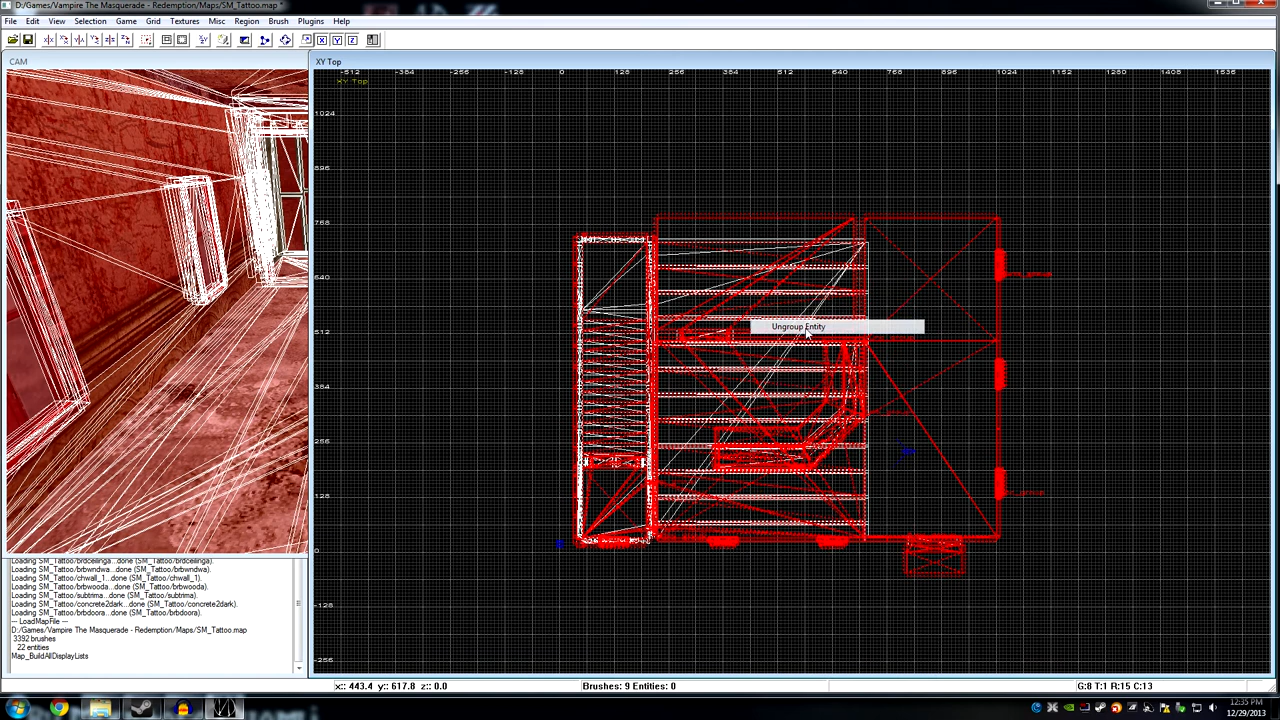 D:/Games/Vampire The Masquerade - Redemption/Maps/SM_Tattoo.map *
File Edit View Selection Game Grid Textures Misc Region Brush Plugins Help
CAM
XY Top
-512 -384 -256 -128 0 128 256 384 512 640 768 896 1024 1152 1280 1408 1536
XY Top
1024
896
768
640
512
384
256
128
0
-128
-256
Ungroup Entity
Loading SM_Tattoo/brdceilinga...done (SM_Tattoo/brdceilinga).
Loading SM_Tattoo/brbwndwa...done (SM_Tattoo/brbwndwa).
Loading SM_Tattoo/chwall_1...done (SM_Tattoo/chwall_1).
Loading SM_Tattoo/brbwooda...done (SM_Tattoo/brbwooda).
Loading SM_Tattoo/subtrima...done (SM_Tattoo/subtrima).
Loading SM_Tattoo/concrete2dark...done (SM_Tattoo/concrete2dark).
Loading SM_Tattoo/brbdoora...done (SM_Tattoo/brbdoora).
--- LoadMapFile ---
D:/Games/Vampire The Masquerade - Redemption/Maps/SM_Tattoo.map
3392 brushes
22 entities
Map_BuildAllDisplayLists
x:: 443.4 y:: 617.8 z:: 0.0
Brushes: 9 Entities: 0
G:8 T:1 R:15 C:13
12:35 PM
12/29/2013